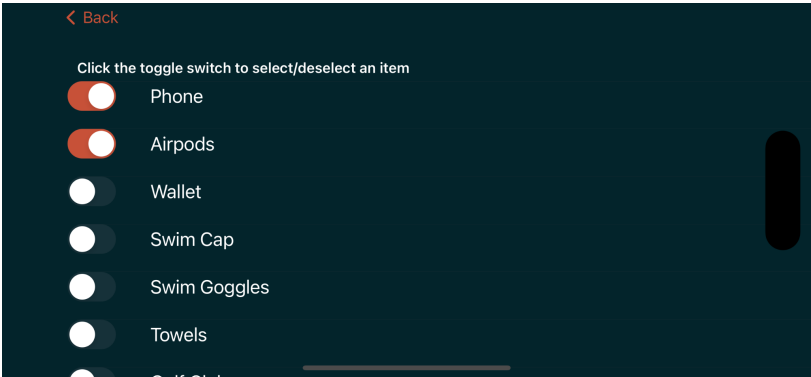 Back
Click the toggle switch to select/deselect an item
Phone
Airpods
Wallet
Swim Cap
Swim Goggles
Towels